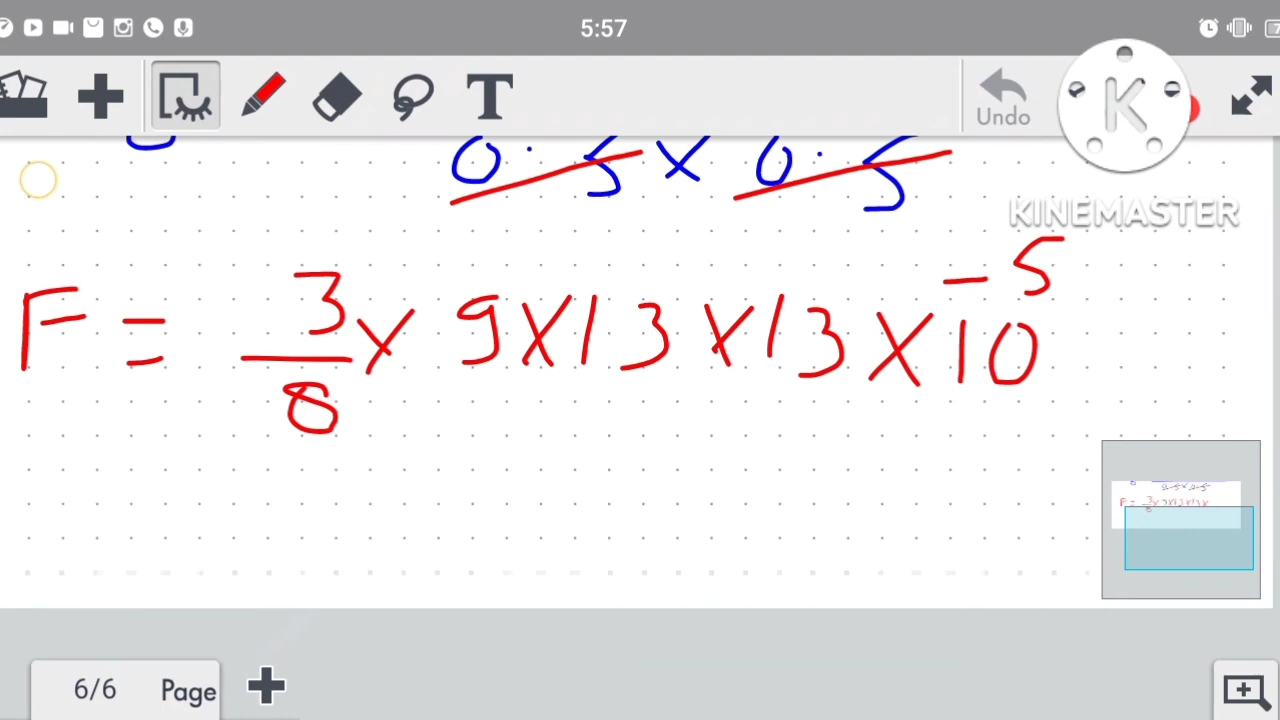 5:57
T Undo K
KINEMASTER
0.5 x 0.5
F = 3/8 x 9 x 13 x 13 x 10^-5
6/6 Page